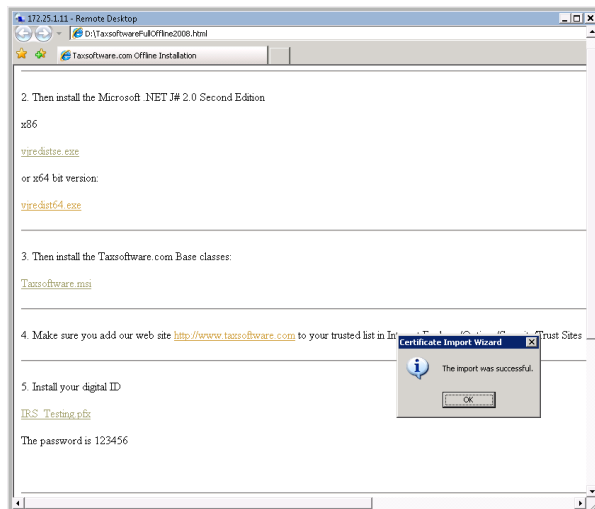 172.25.1.11 - Remote Desktop
D:\TaxsoftwareFullOffline2008.html
Taxsoftware.com Offline Installation
2. Then install the Microsoft .NET J# 2.0 Second Edition
x86
vjredistse.exe
or x64 bit version:
vjredist64.exe
3. Then install the Taxsoftware.com Base classes:
Taxsoftware.msi
4. Make sure you add our web site http://www.taxsoftware.com to your trusted list in Trust Sites
Certificate Import Wizard
The import was successful.
OK
5. Install your digital ID
IRS_Testing.pfx
The password is 123456